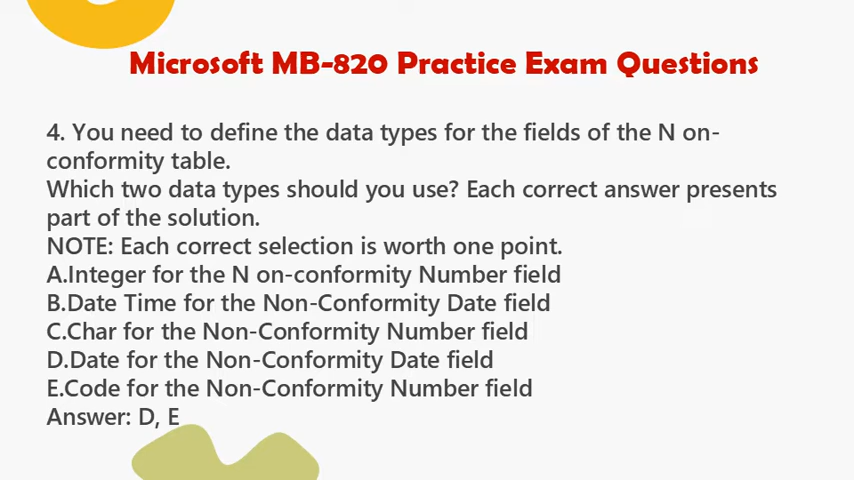 Microsoft MB-820 Practice Exam Questions
4. You need to define the data types for the fields of the N on-
conformity table.
Which two data types should you use? Each correct answer presents
part of the solution.
NOTE: Each correct selection is worth one point.
A.Integer for the N on-conformity Number field
B.Date Time for the Non-Conformity Date field
C.Char for the Non-Conformity Number field
D.Date for the Non-Conformity Date field
E.Code for the Non-Conformity Number field
Answer: D, E